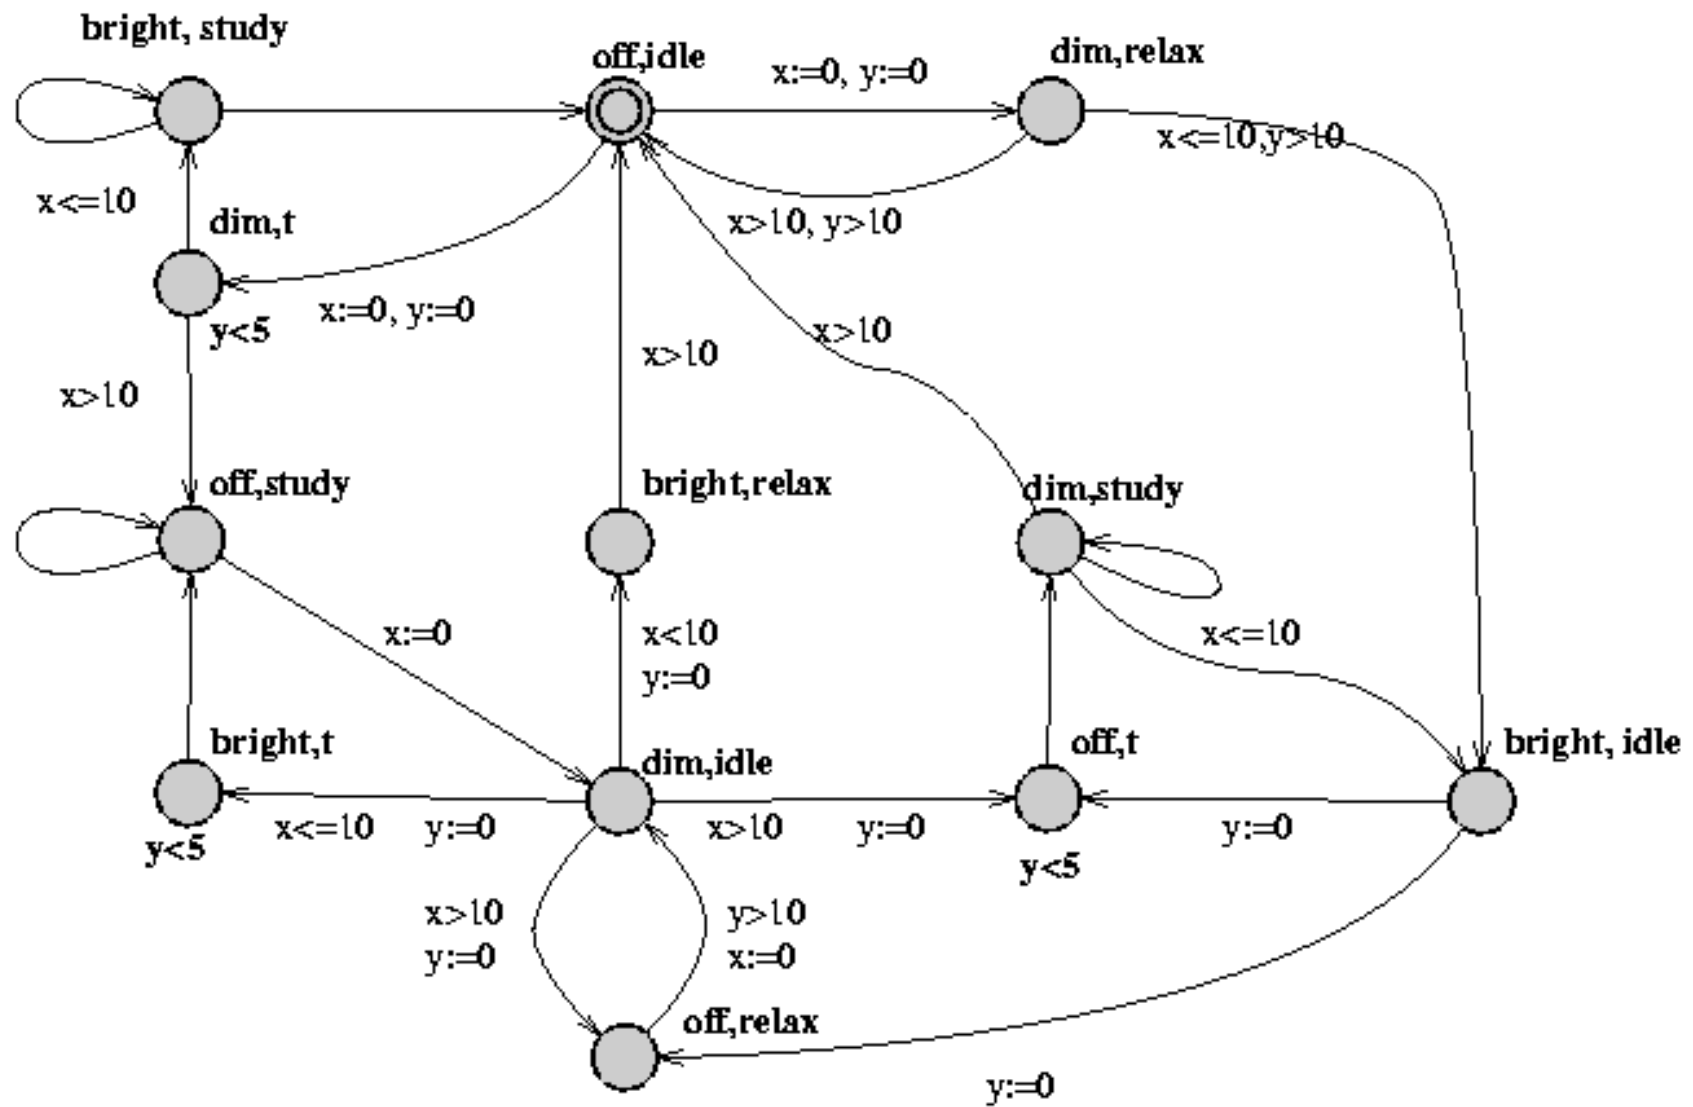 bright, study
off,idle
dim,relax
x:=0, y:=0
x<=10,y>10
x<=10
dim,t
x>10, y>10
x:=0, y:=0
y<5
x>10
x>10
x>10
off,study
bright,relax
dim,study
x:=0
x<10
y:=0
x<=10
bright,t
dim,idle
off,t
bright, idle
y<5
x<=10
y:=0
x>10
y:=0
y<5
y:=0
x>10
y:=0
y>10
x:=0
off,relax
y:=0